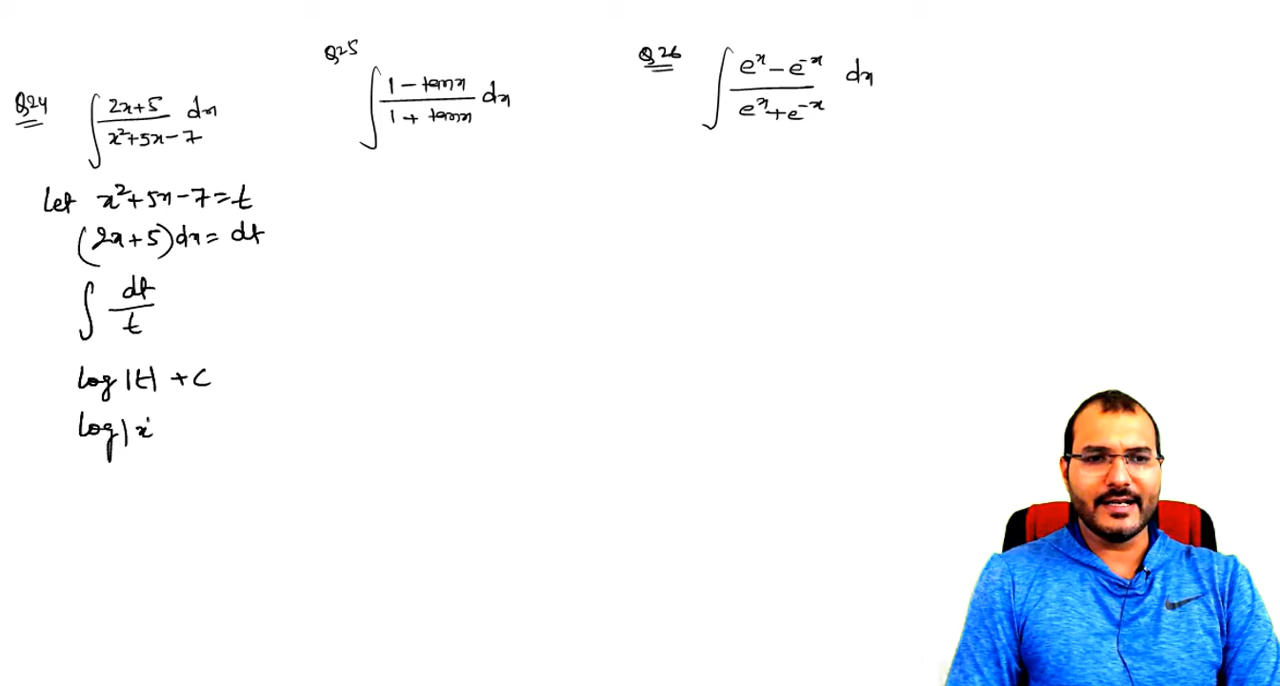 Q24 ∫ (2x+5)/(x²+5x-7) dx
Let x²+5x-7=t
(2x+5)dx = dt
∫ dt/t
log|t| + C
log|x
Q25
∫ (1 - tanx)/(1 + tanx) dx
Q26 ∫ (eˣ - e⁻ˣ)/(eˣ + e⁻ˣ) dx